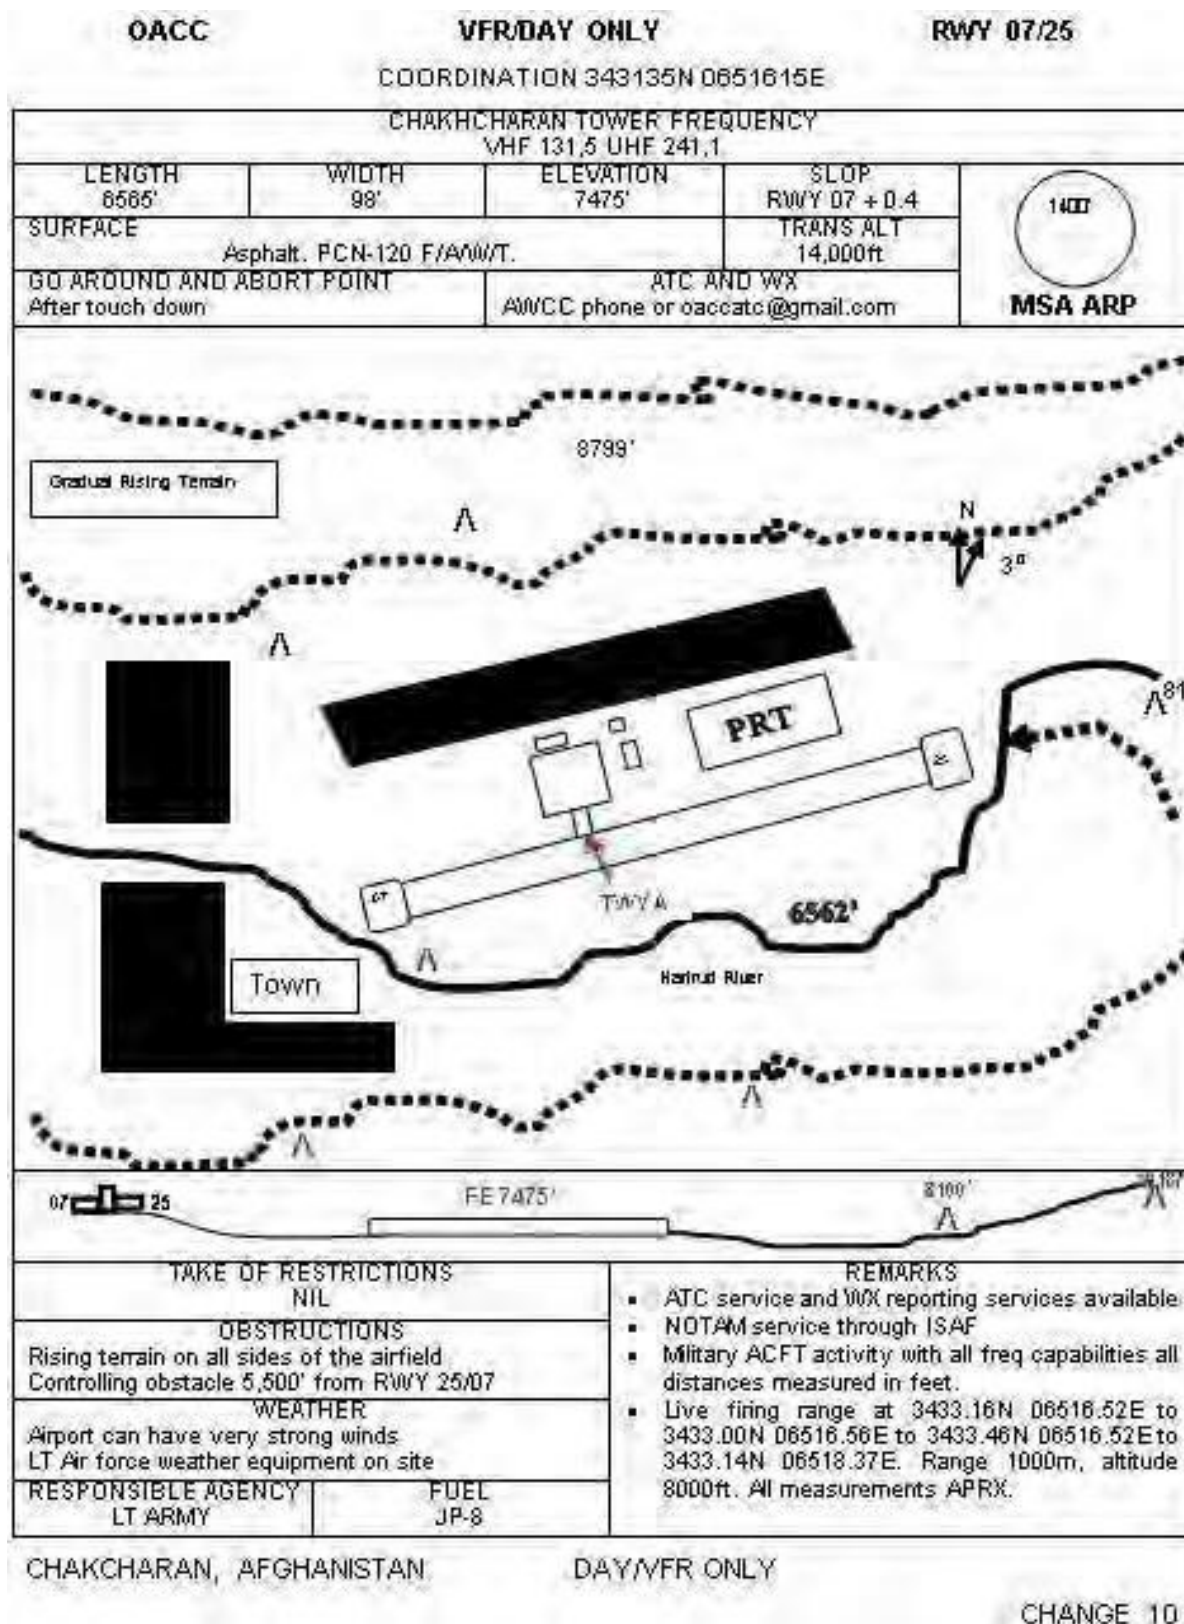 OACC VFR/DAY ONLY RWY 07/25
COORDINATION 343135N 0651615E
CHAKHCHARAN TOWER FREQUENCY
VHF 131,5 UHF 241,1
LENGTH WIDTH ELEVATION SLOP
6565' 98' 7475' RWY 07 + 0.4
SURFACE TRANS ALT
Asphalt. PCN-120 F/A/W/T. 14,000ft
GO AROUND AND ABORT POINT ATC AND WX
After touch down AWCC phone or oaccatc@gmail.com
MSA ARP
8799'
Gradual Rising Terrain
N
3°
PRT
07
TWY A
6562'
Harirud River
Town
07 25 FE 7475' 8100'
TAKE OF RESTRICTIONS
NIL
OBSTRUCTIONS
Rising terrain on all sides of the airfield
Controlling obstacle 5,500' from RWY 25/07
WEATHER
Airport can have very strong winds
LT Air force weather equipment on site
RESPONSIBLE AGENCY FUEL
LT ARMY JP-8
REMARKS
▪ ATC service and WX reporting services available
▪ NOTAM service through ISAF
▪ Military ACFT activity with all freq capabilities all
distances measured in feet.
▪ Live firing range at 3433.16N 06516.52E to
3433.00N 06516.56E to 3433.46N 06516.52E to
3433.14N 06518.37E. Range 1000m, altitude
8000ft. All measurements APRX.
CHAKCHARAN, AFGHANISTAN DAY/VFR ONLY
CHANGE 10